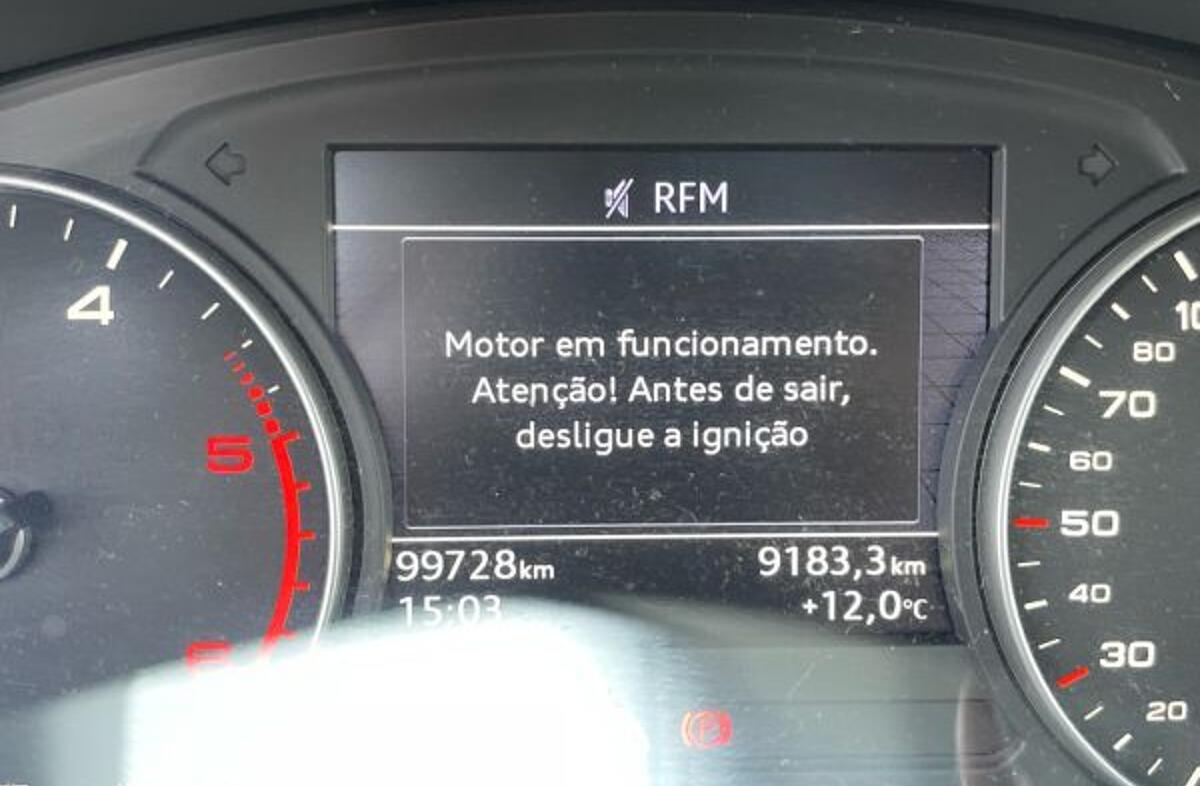 RFM
Motor em funcionamento.
Atenção! Antes de sair,
desligue a ignição
99728km 9183,3km
15:03 +12,0°C
4
5
80
70
60
50
40
30
20